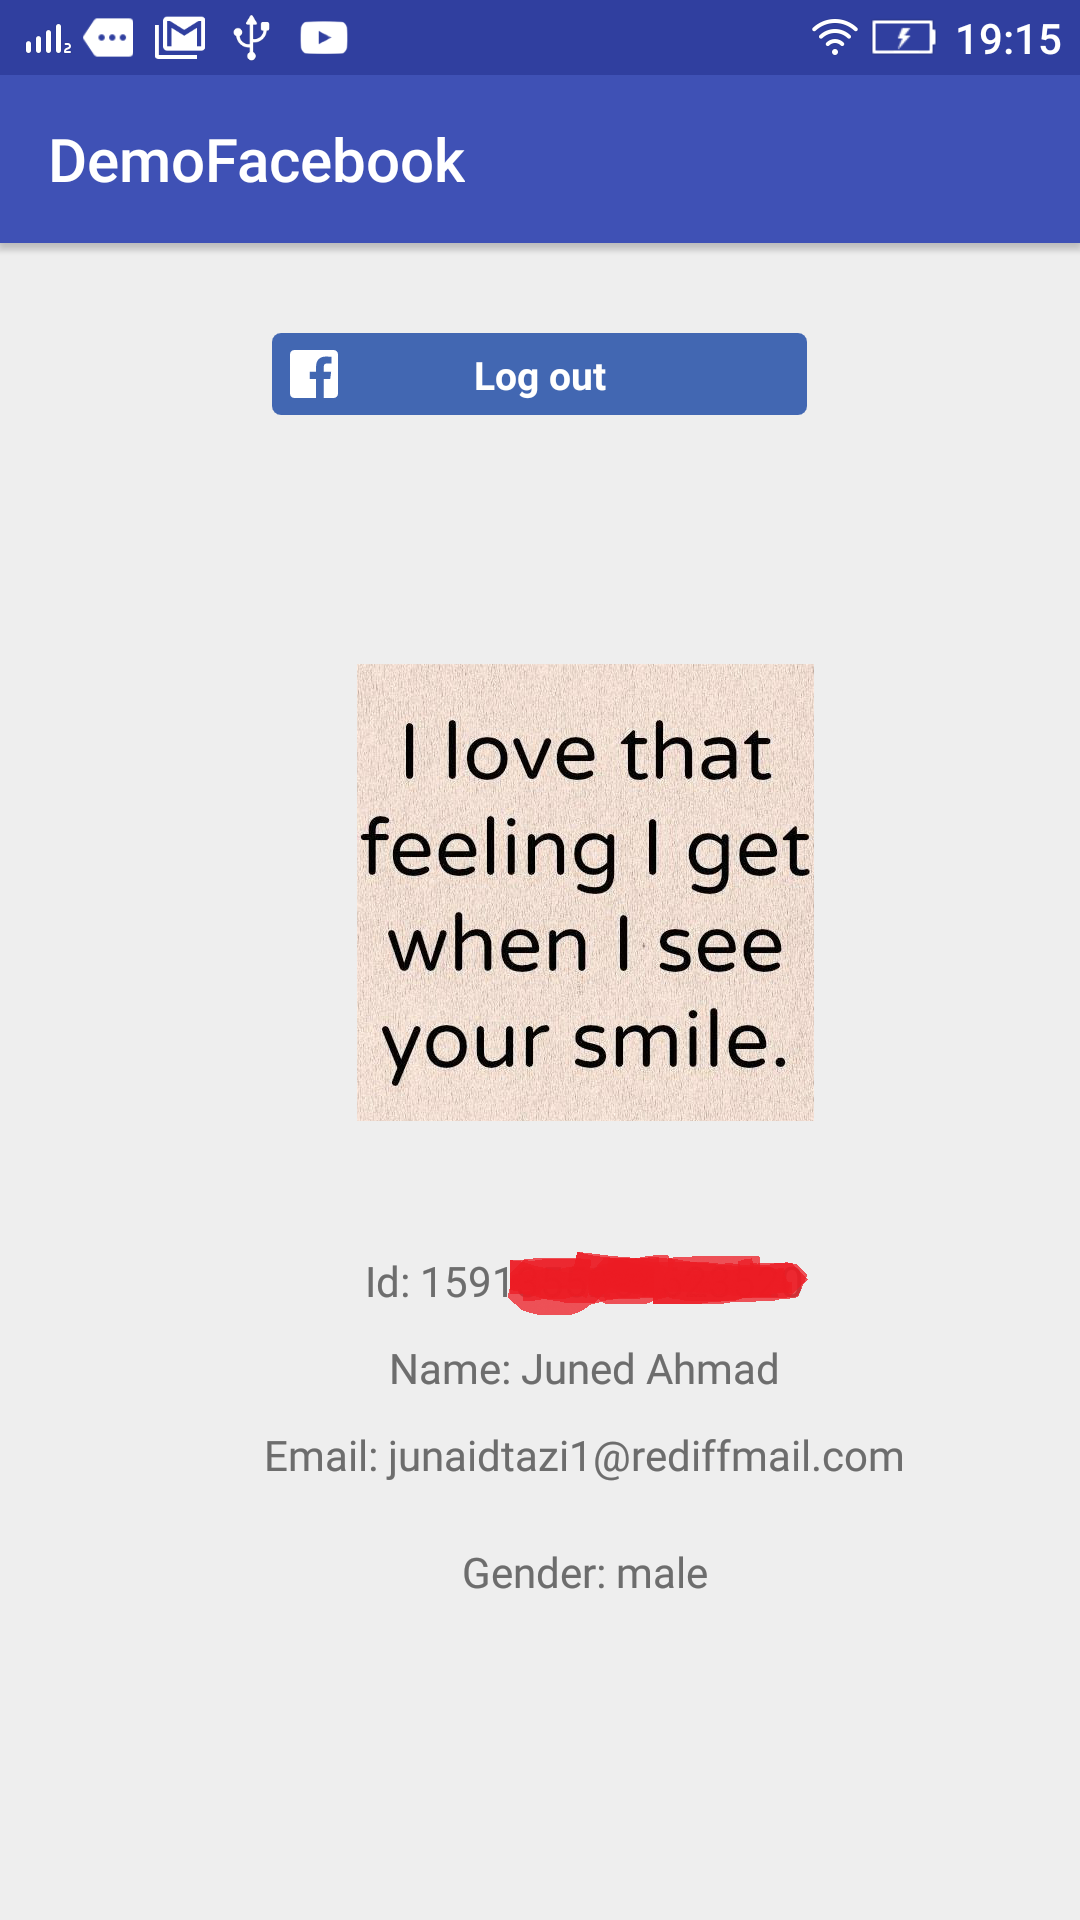 19:15
DemoFacebook
Log out
I love that
feeling I get
when I see
your smile.
Id: 1591
Name: Juned Ahmad
Email: junaidtazi1@rediffmail.com
Gender: male